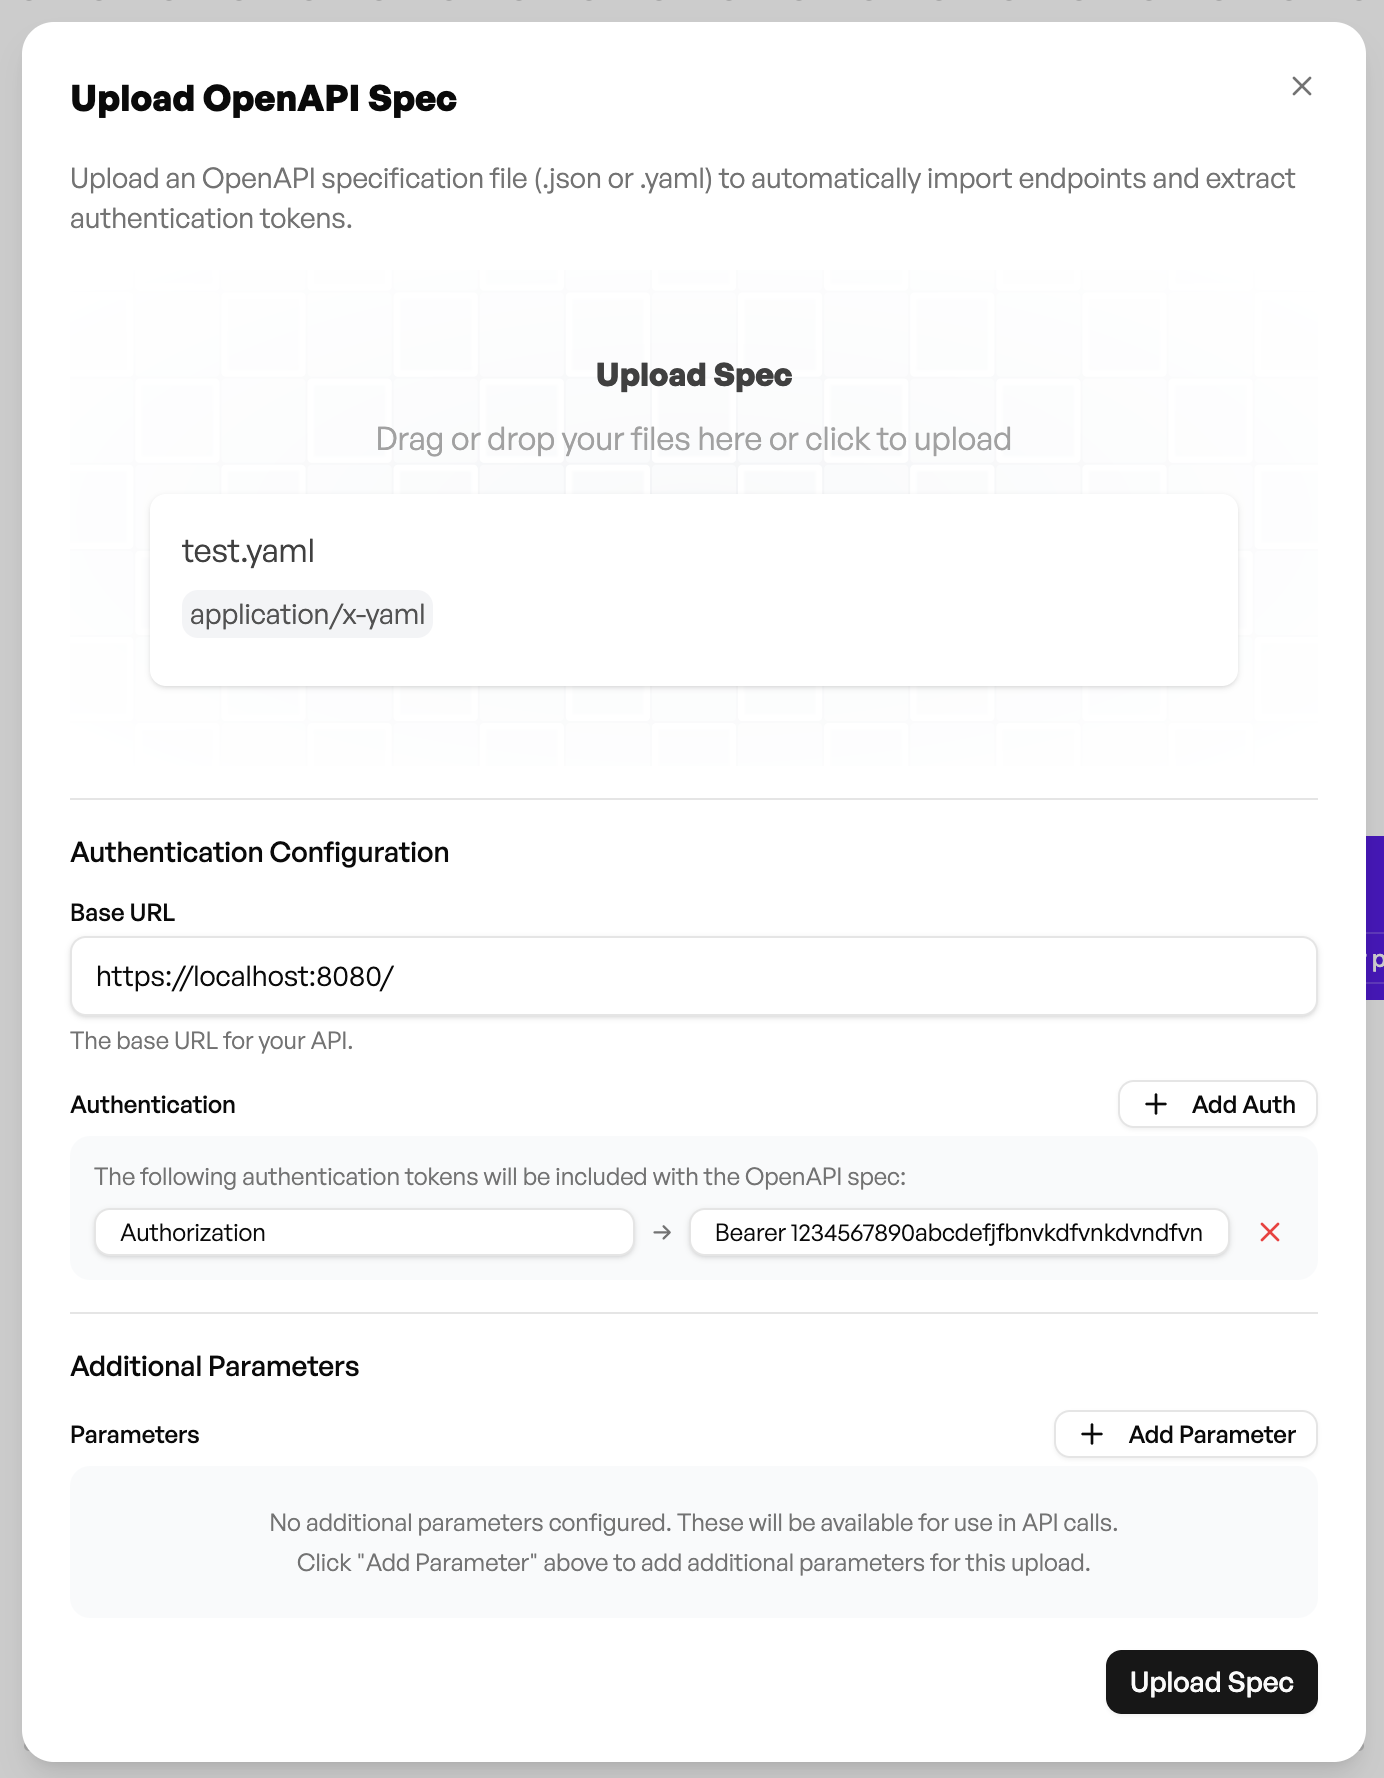 Upload OpenAPI Spec
Upload an OpenAPI specification file (.json or .yaml) to automatically import endpoints and extract
authentication tokens.
Upload Spec
Drag or drop your files here or click to upload
test.yaml
application/x-yaml
Authentication Configuration
Base URL
https://localhost:8080/
The base URL for your API.
Authentication
Add Auth
The following authentication tokens will be included with the OpenAPI spec:
Authorization → Bearer 1234567890abcdefjfbnvkdfvnkdvndfvn
Additional Parameters
Parameters
Add Parameter
No additional parameters configured. These will be available for use in API calls.
Click "Add Parameter" above to add additional parameters for this upload.
Upload Spec